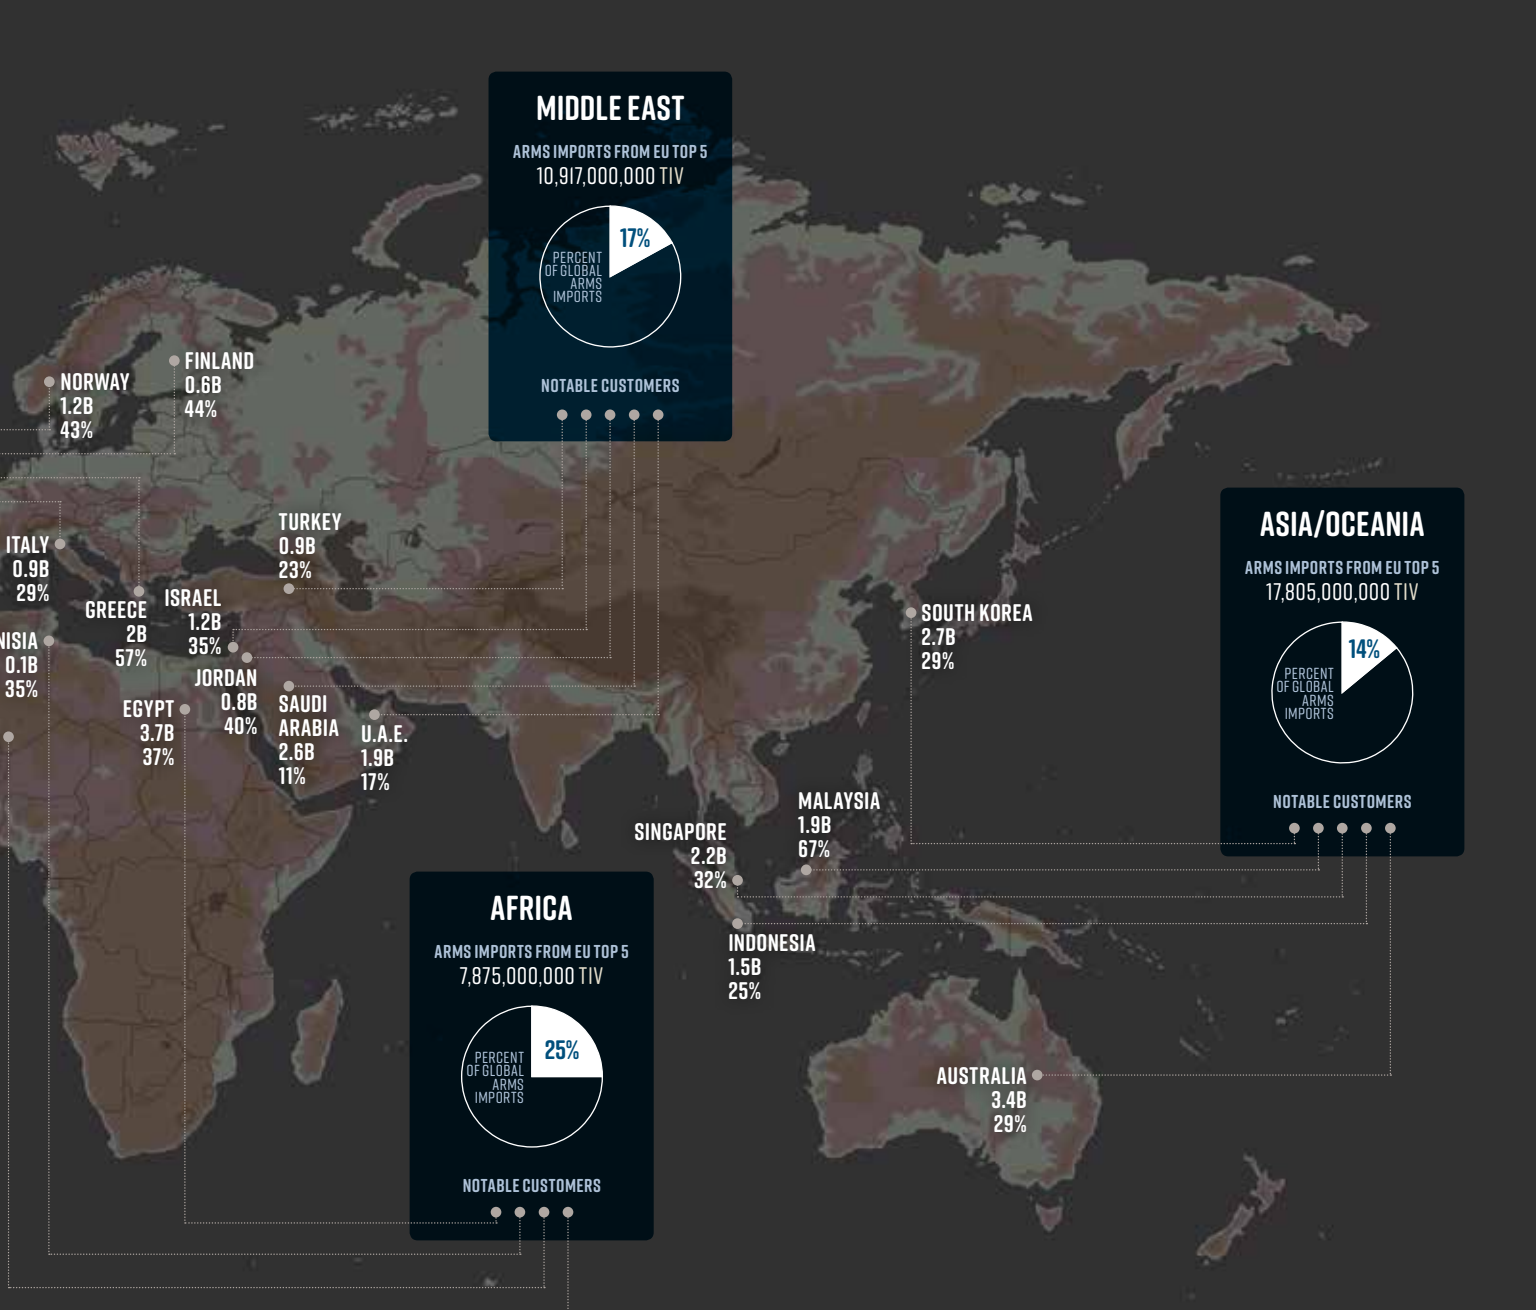 MIDDLE EAST
ARMS IMPORTS FROM EU TOP 5
10,917,000,000 TIV
17%
PERCENT
OF GLOBAL
ARMS
IMPORTS
NOTABLE CUSTOMERS
FINLAND
0.6B
44%
NORWAY
1.2B
43%
TURKEY
0.9B
23%
ITALY
0.9B
29%
GREECE
2B
57%
ISRAEL
1.2B
35%
NISIA
0.1B
35%
JORDAN
0.8B
40%
EGYPT
3.7B
37%
SAUDI
ARABIA
2.6B
11%
U.A.E.
1.9B
17%
ASIA/OCEANIA
ARMS IMPORTS FROM EU TOP 5
17,805,000,000 TIV
14%
PERCENT
OF GLOBAL
ARMS
IMPORTS
NOTABLE CUSTOMERS
SOUTH KOREA
2.7B
29%
MALAYSIA
1.9B
67%
SINGAPORE
2.2B
32%
INDONESIA
1.5B
25%
AUSTRALIA
3.4B
29%
AFRICA
ARMS IMPORTS FROM EU TOP 5
7,875,000,000 TIV
25%
PERCENT
OF GLOBAL
ARMS
IMPORTS
NOTABLE CUSTOMERS